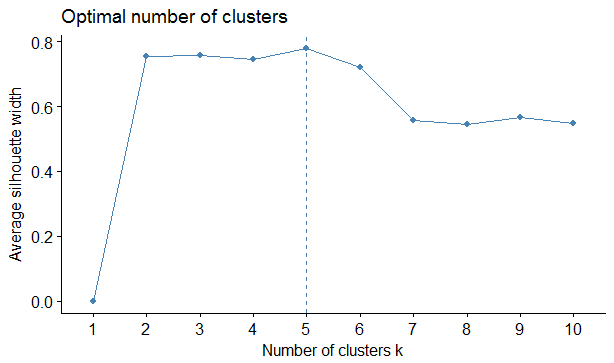 Optimal number of clusters
Average silhouette width
0.8
0.6
0.4
0.2
0.0
1 2 3 4 5 6 7 8 9 10
Number of clusters k